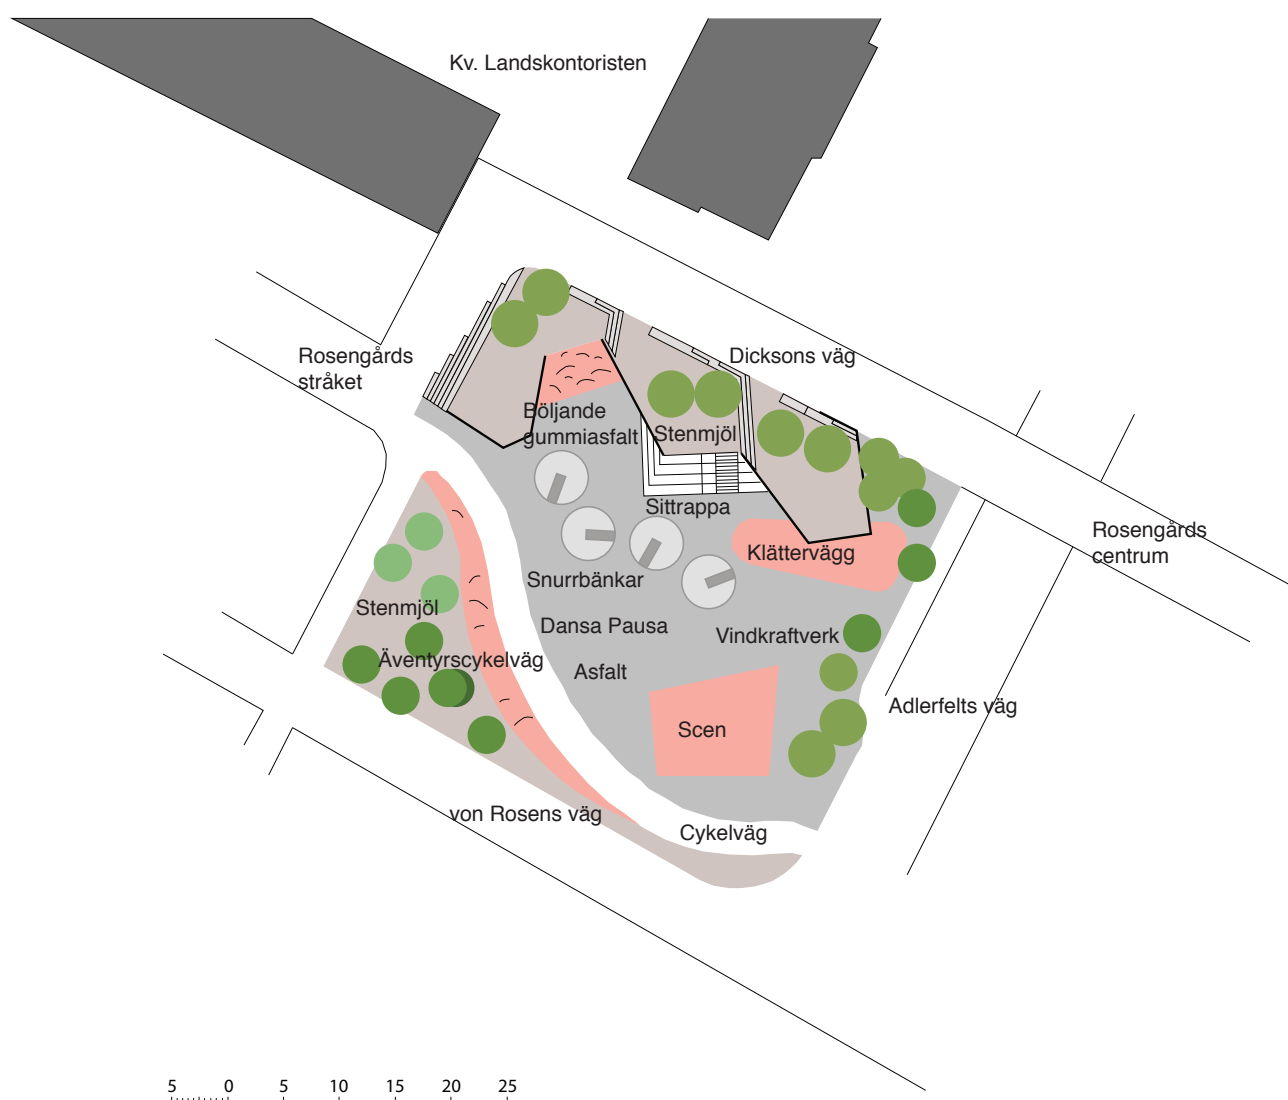 Kv. Landskontoristen
Rosengårds
stråket
Dicksons väg
Böljande
gummiasfalt
Stenmjöl
Sittrappa
Rosengårds
centrum
Klättervägg
Snurrbänkar
Stenmjöl
Dansa Pausa
Vindkraftverk
Äventyrscykelväg
Asfalt
Adlerfelts väg
Scen
von Rosens väg
Cykelväg
5 0 5 10 15 20 25